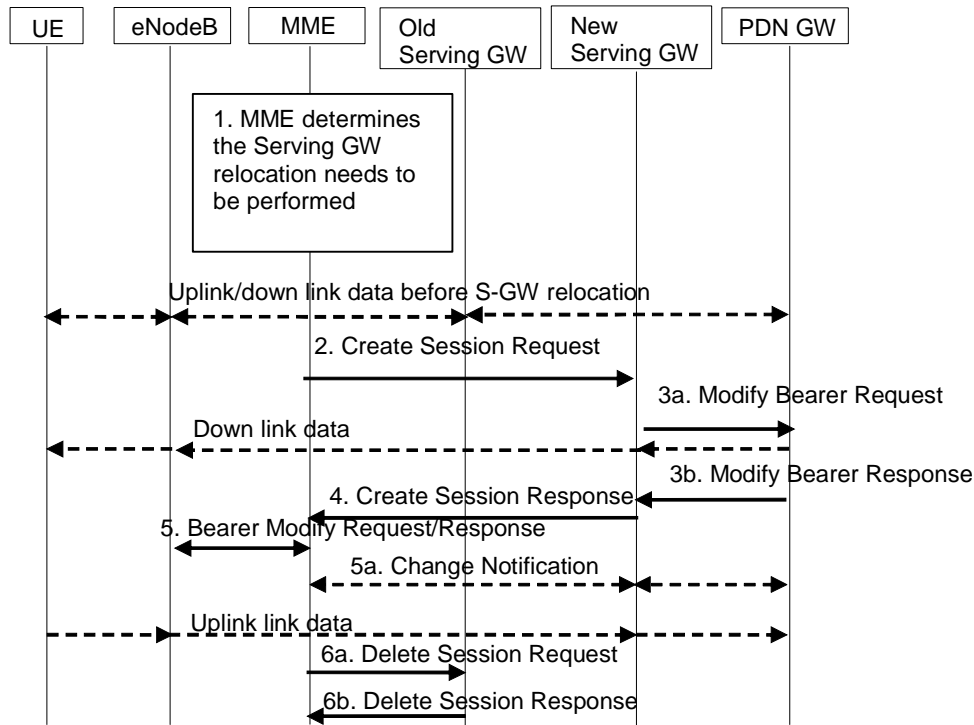 UE
eNodeB
MME
Old
Serving GW
New
Serving GW
PDN GW
1. MME determines
the Serving GW
relocation needs to
be performed
Uplink/down link data before S-GW relocation
2. Create Session Request
3a. Modify Bearer Request
Down link data
3b. Modify Bearer Response
4. Create Session Response
5. Bearer Modify Request/Response
5a. Change Notification
Uplink link data
6a. Delete Session Request
6b. Delete Session Response